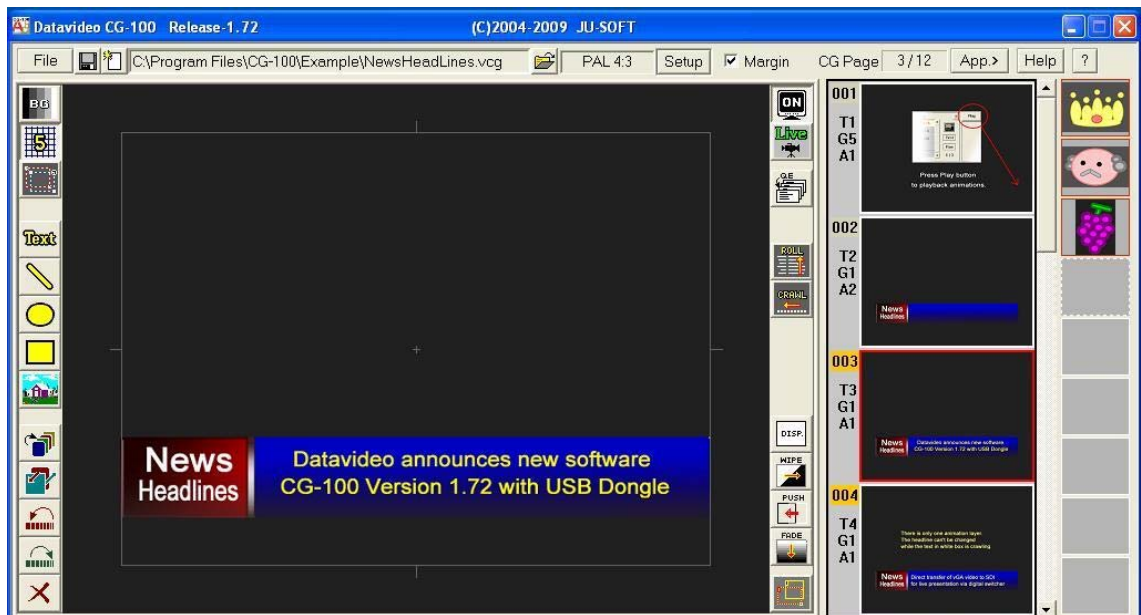 Datavideo CG-100 Release-1.72 (C)2004-2009 JU-SOFT
File C:\Program Files\CG-100\Example\NewsHeadLines.vcg PAL 4:3 Setup Margin CG Page 3/12 App.> Help ?
BG
5
Text
News
Headlines
Datavideo announces new software
CG-100 Version 1.72 with USB Dongle
ON
Live
Q.E
ROLL
CRAWL
DISP.
WIPE
PUSH
FADE
001
T1
G5
A1
Play
Press Play button
to playback animations.
002
T2
G1
A2
News
Headlines
003
T3
G1
A1
News
Headlines
Datavideo announces new software
CG-100 Version 1.72 with USB Dongle
004
T4
G1
A1
There is only one animation layer.
The headline can't be changed
while the text in white box is crawling.
News
Headlines
Direct transfer of VGA video to SDI
for live presentation via digital switcher